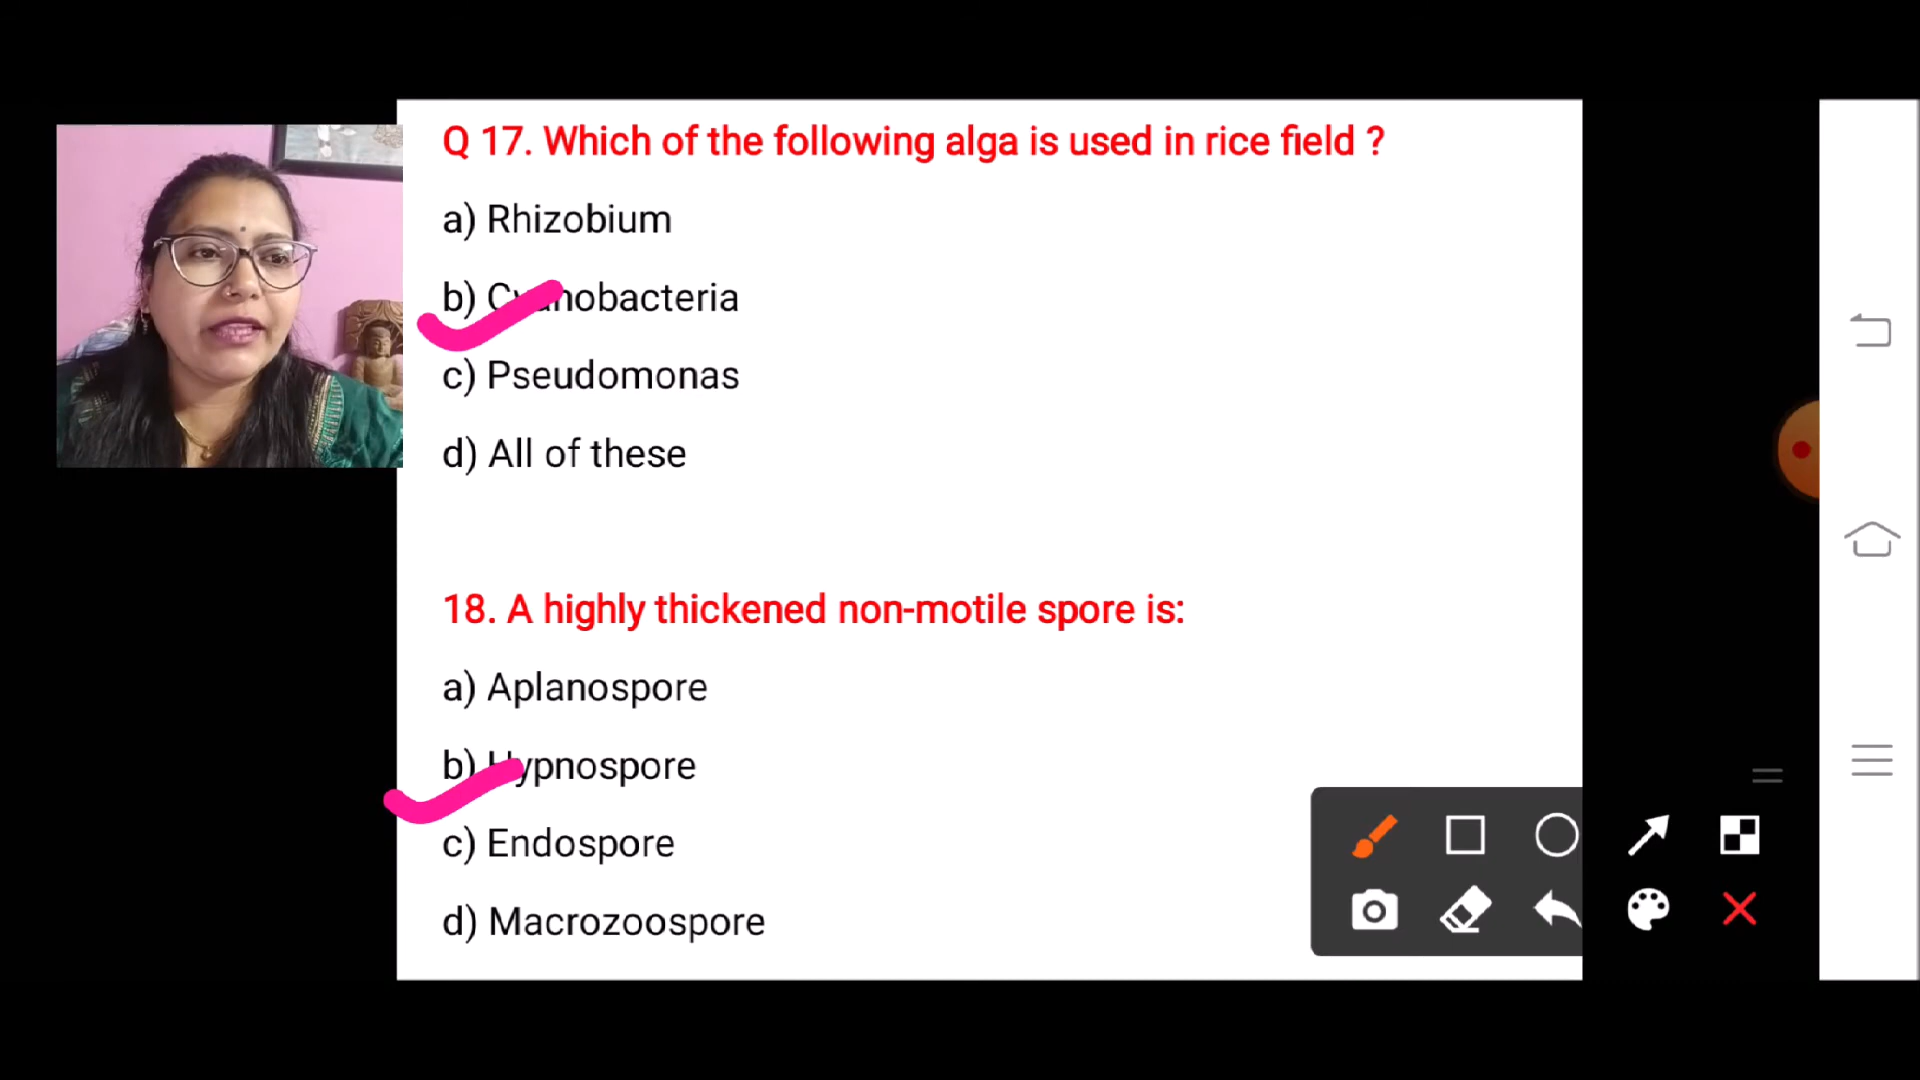 Q 17. Which of the following alga is used in rice field ?
a) Rhizobium
b) Cyanobacteria
c) Pseudomonas
d) All of these
18. A highly thickened non-motile spore is:
a) Aplanospore
b) Hypnospore
c) Endospore
d) Macrozoospore